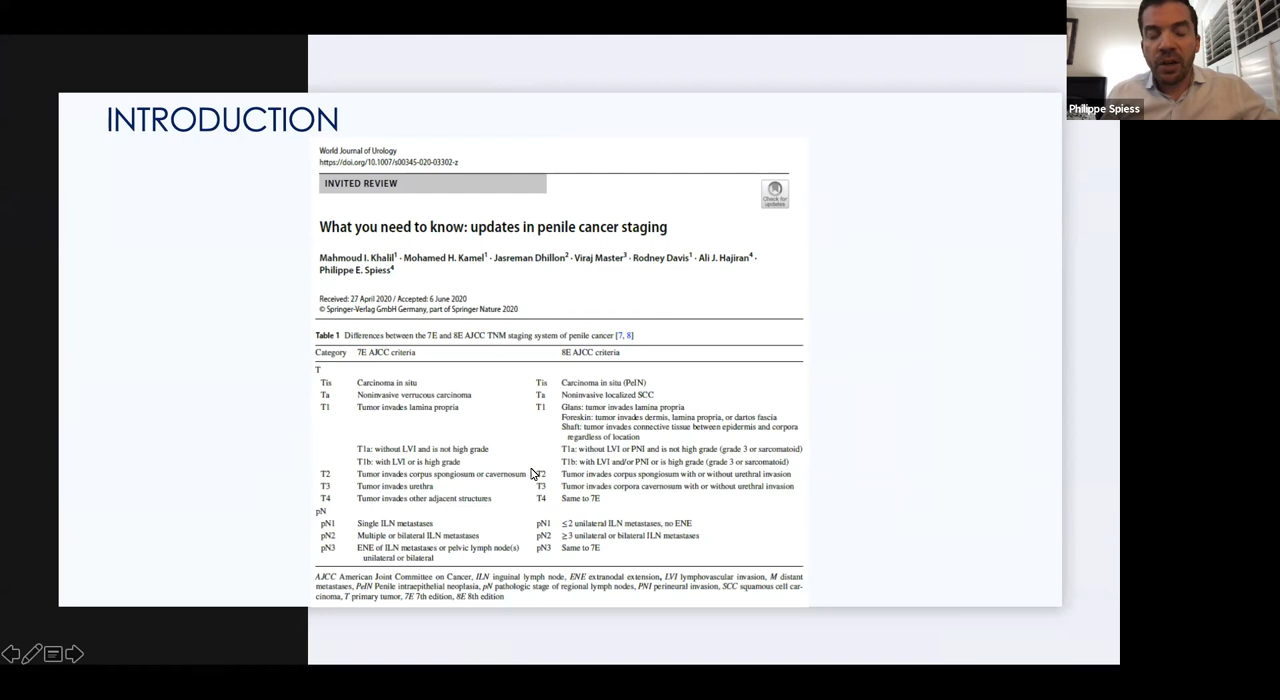 Philippe Spiess
INTRODUCTION
World Journal of Urology
https://doi.org/10.1007/s00345-020-03302-z
INVITED REVIEW
Check for
updates
What you need to know: updates in penile cancer staging
Mahmoud I. Khalil1 · Mohamed H. Kamel1 · Jasreman Dhillon2 · Viraj Master3 · Rodney Davis1 · Ali J. Hajiran4 ·
Philippe E. Spiess4
Received: 27 April 2020 / Accepted: 6 June 2020
© Springer-Verlag GmbH Germany, part of Springer Nature 2020
Table 1 Differences between the 7E and 8E AJCC TNM staging system of penile cancer [7, 8]
Category 7E AJCC criteria 8E AJCC criteria
T
Tis Carcinoma in situ Tis Carcinoma in situ (PeIN)
Ta Noninvasive verrucous carcinoma Ta Noninvasive localized SCC
T1 Tumor invades lamina propria T1 Glans: tumor invades lamina propria
Foreskin: tumor invades dermis, lamina propria, or dartos fascia
Shaft: tumor invades connective tissue between epidermis and corpora
regardless of location
T1a: without LVI and is not high grade T1a: without LVI or PNI and is not high grade (grade 3 or sarcomatoid)
T1b: with LVI or is high grade T1b: with LVI and/or PNI or is high grade (grade 3 or sarcomatoid)
T2 Tumor invades corpus spongiosum or cavernosum T2 Tumor invades corpus spongiosum with or without urethral invasion
T3 Tumor invades urethra T3 Tumor invades corpora cavernosum with or without urethral invasion
T4 Tumor invades other adjacent structures T4 Same to 7E
pN
pN1 Single ILN metastases pN1 ≤ 2 unilateral ILN metastases, no ENE
pN2 Multiple or bilateral ILN metastases pN2 ≥ 3 unilateral or bilateral ILN metastases
pN3 ENE of ILN metastases or pelvic lymph node(s) pN3 Same to 7E
unilateral or bilateral
AJCC American Joint Committee on Cancer, ILN inguinal lymph node, ENE extranodal extension, LVI lymphovascular invasion, M distant
metastases, PeIN Penile intraepithelial neoplasia, pN pathologic stage of regional lymph nodes, PNI perineural invasion, SCC squamous cell car-
cinoma, T primary tumor, 7E 7th edition, 8E 8th edition